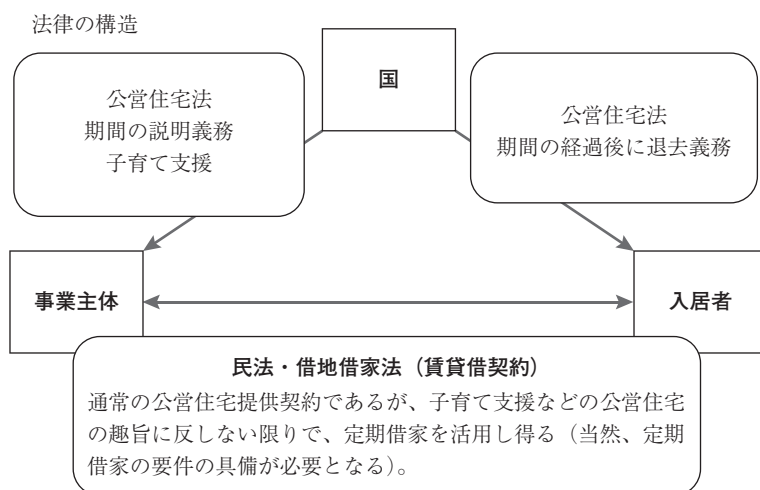 法律の構造
国
公営住宅法
期間の説明義務
子育て支援
公営住宅法
期間の経過後に退去義務
事業主体
入居者
民法・借地借家法（賃貸借契約）
通常の公営住宅提供契約であるが、子育て支援などの公営住宅
の趣旨に反しない限りで、定期借家を活用し得る（当然、定期
借家の要件の具備が必要となる）。